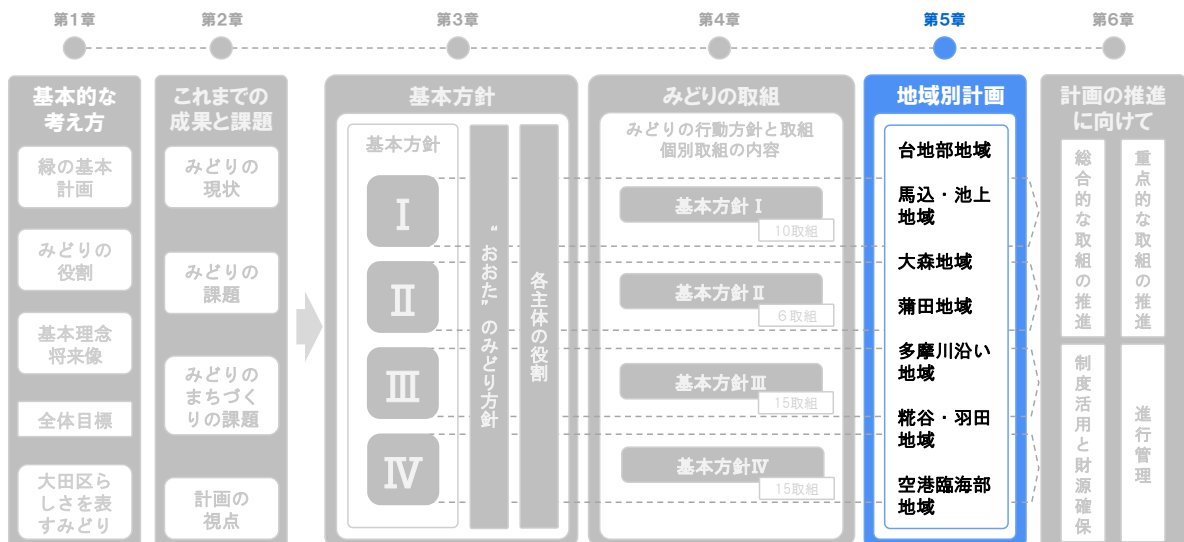 第1章
第2章
第3章
第4章
第5章
第6章
基本的な
考え方
緑の基本
計画
みどりの
役割
基本理念
将来像
全体目標
大田区ら
しさを表
すみどり
これまでの
成果と課題
みどりの
現状
みどりの
課題
みどりの
まちづく
りの課題
計画の
視点
基本方針
基本方針
Ⅰ
Ⅱ
Ⅲ
Ⅳ
“おおた”のみどり方針
各主体の役割
みどりの取組
みどりの行動方針と取組
個別取組の内容
基本方針Ⅰ
10取組
基本方針Ⅱ
6取組
基本方針Ⅲ
15取組
基本方針Ⅳ
15取組
地域別計画
台地部地域
馬込・池上
地域
大森地域
蒲田地域
多摩川沿い
地域
糀谷・羽田
地域
空港臨海部
地域
計画の推進
に向けて
総合的な取組の推進
重点的な取組の推進
制度活用と財源確保
進行管理